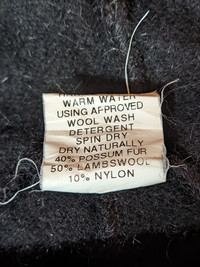 WARM WATER
USING APPROVED
WOOL WASH
DETERGENT
SPIN DRY
DRY NATURALLY
40% POSSUM FUR
50% LAMBSWOOL
10% NYLON